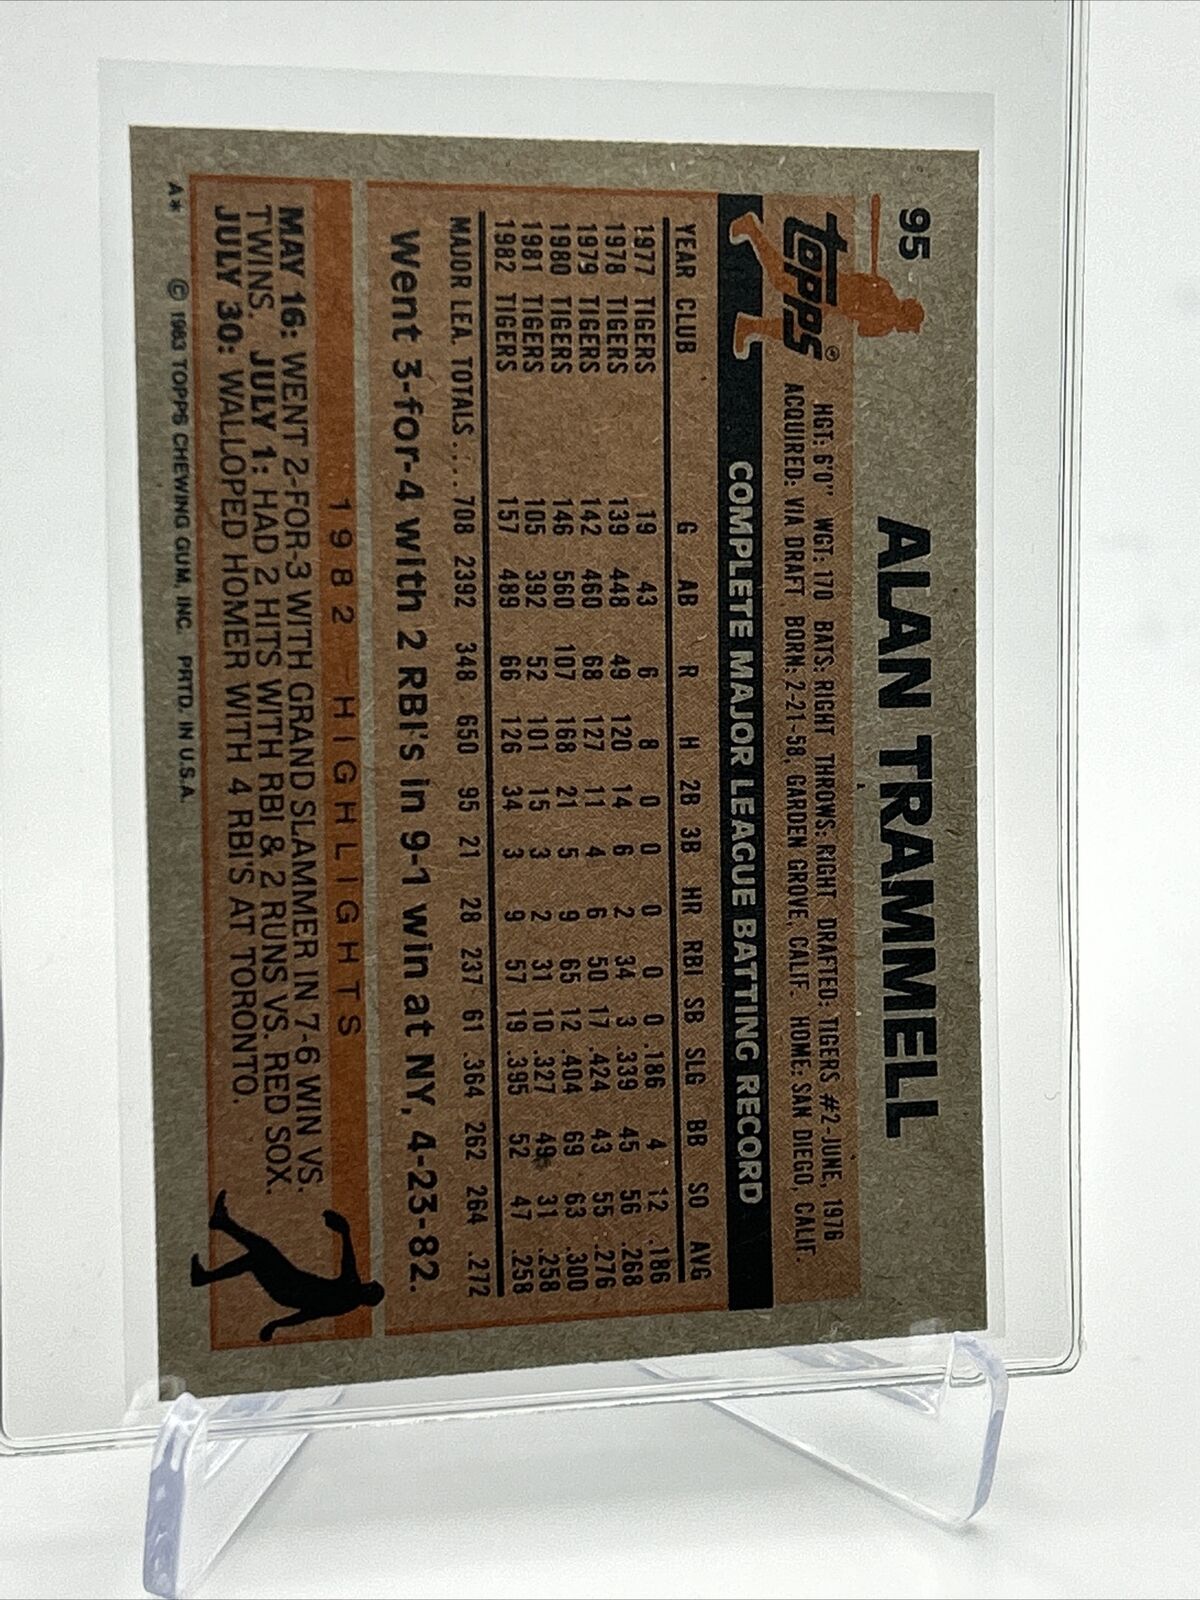 95
ALAN TRAMMELL
TOPPS®
HGT: 6'0" WGT: 170 BATS: RIGHT THROWS: RIGHT DRAFTED: TIGERS #2-JUNE, 1976
ACQUIRED: VIA DRAFT BORN: 2-21-58, GARDEN GROVE, CALIF. HOME: SAN DIEGO, CALIF.
COMPLETE MAJOR LEAGUE BATTING RECORD
YEAR CLUB G AB R H 2B 3B HR RBI SB SLG BB SO AVG
1977 TIGERS 19 43 6 8 0 0 0 0 0 .186 4 12 .186
1978 TIGERS 139 448 49 120 14 6 2 34 3 .339 45 56 .268
1979 TIGERS 142 460 68 127 11 4 6 50 17 .424 43 55 .276
1980 TIGERS 146 560 107 168 21 5 9 65 12 .404 69 63 .300
1981 TIGERS 105 392 52 101 15 3 2 31 10 .327 49 31 .258
1982 TIGERS 157 489 66 126 34 3 9 57 19 .395 52 47 .258
MAJOR LEA. TOTALS .... 708 2392 348 650 95 21 28 237 61 .364 262 264 .272
Went 3-for-4 with 2 RBI's in 9-1 win at NY, 4-23-82.
1982 HIGHLIGHTS
MAY 16: WENT 2-FOR-3 WITH GRAND SLAMMER IN 7-6 WIN VS.
TWINS. JULY 1: HAD 2 HITS WITH RBI & 2 RUNS VS. RED SOX.
JULY 30: WALLOPED HOMER WITH 4 RBI'S AT TORONTO.
A* © 1983 TOPPS CHEWING GUM, INC. PRTD. IN U.S.A.